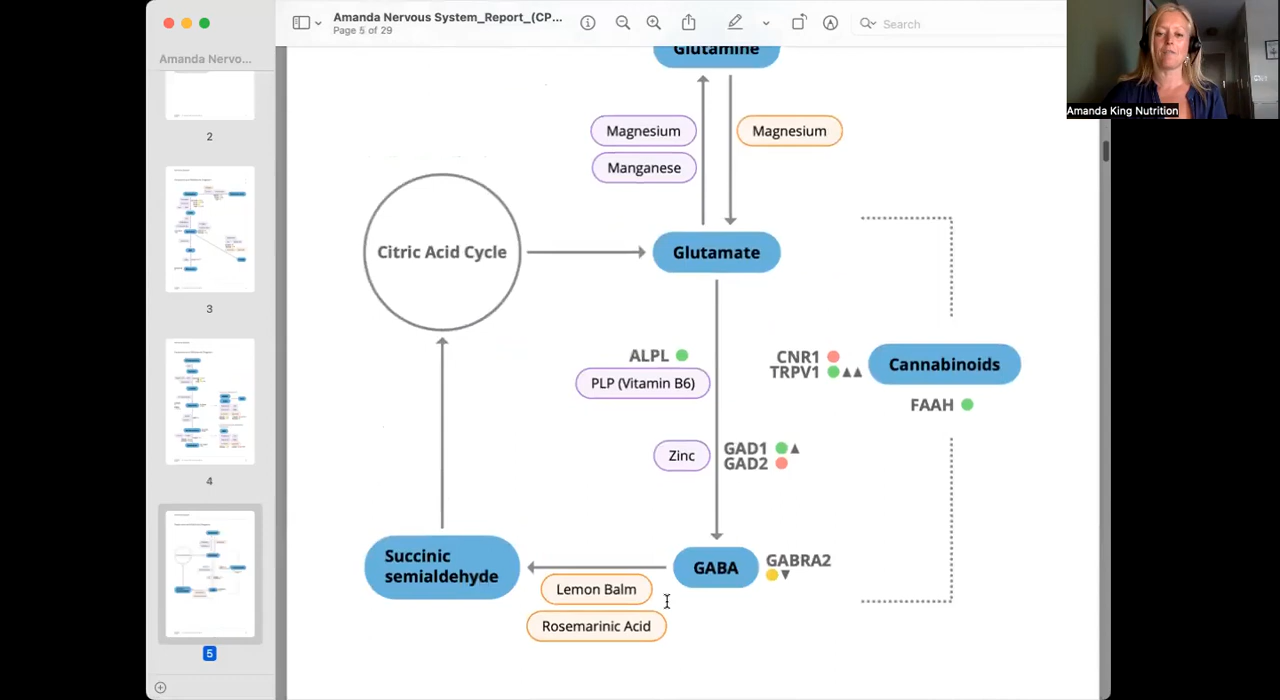 Amanda Nervous System_Report_(CP...
Page 5 of 29
Search
Amanda King Nutrition
Amanda Nervo...
2
3
4
5
Glutamine
Magnesium
Magnesium
Manganese
Citric Acid Cycle
Glutamate
ALPL
PLP (Vitamin B6)
CNR1
TRPV1
Cannabinoids
FAAH
Zinc
GAD1
GAD2
Succinic
semialdehyde
GABA
GABRA2
Lemon Balm
Rosemarinic Acid